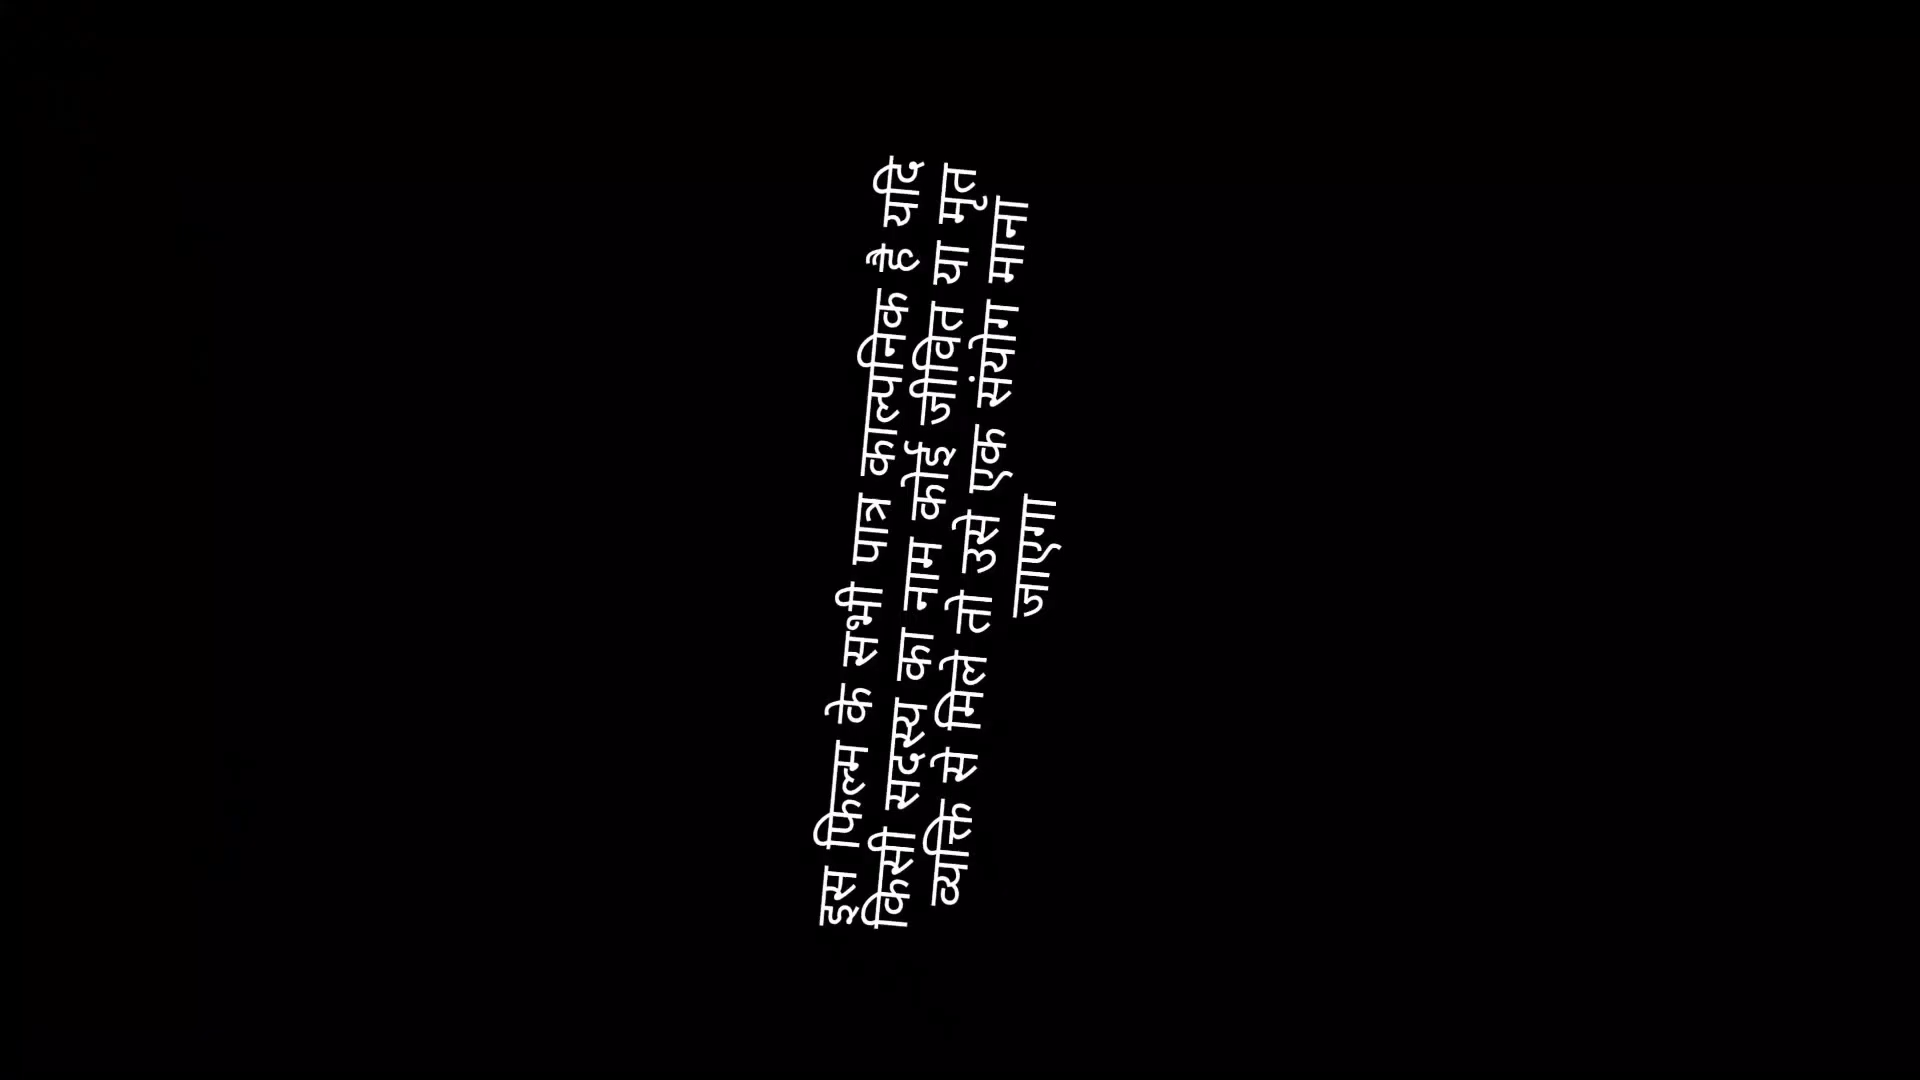 इस फिल्म के सभी पात्र काल्पनिक है यदि
किसी सदस्य का नाम कोई जीवित या मृत
व्यक्ति से मिले तो उसे एक संयोग माना
जाएगा